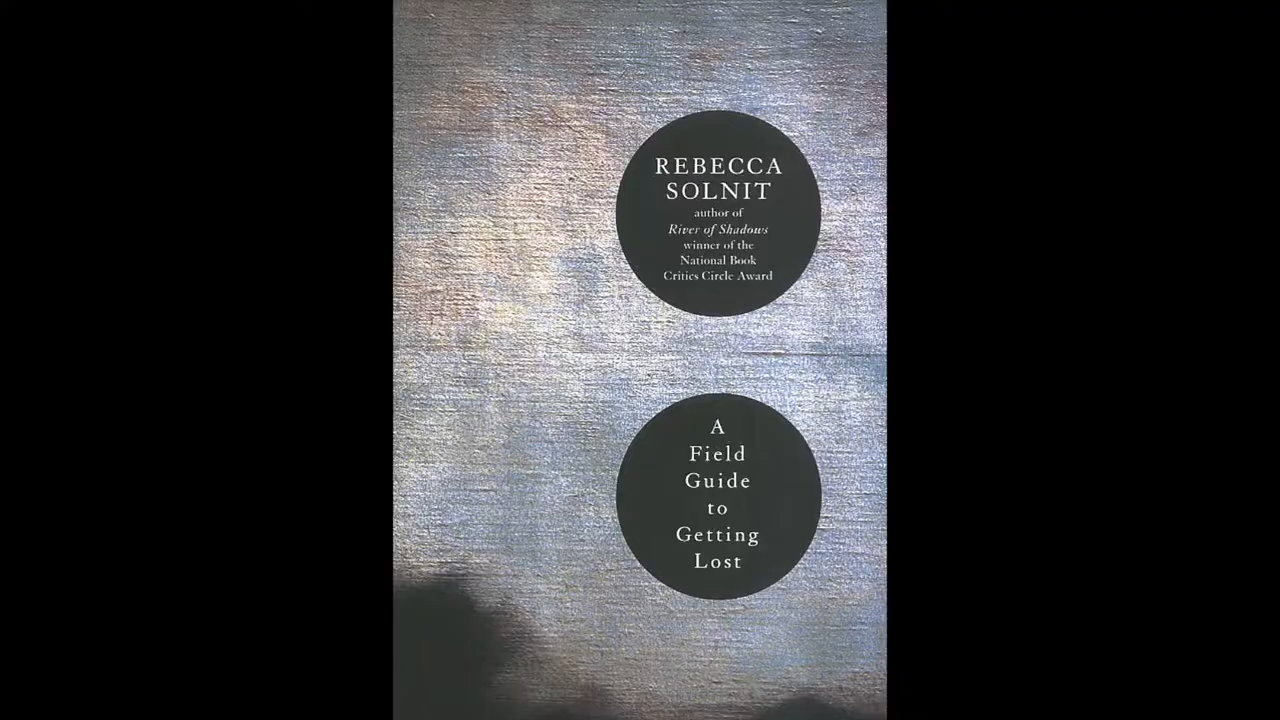 REBECCA
SOLNIT
author of
River of Shadows
winner of the
National Book
Critics Circle Award
A
Field
Guide
to
Getting
Lost